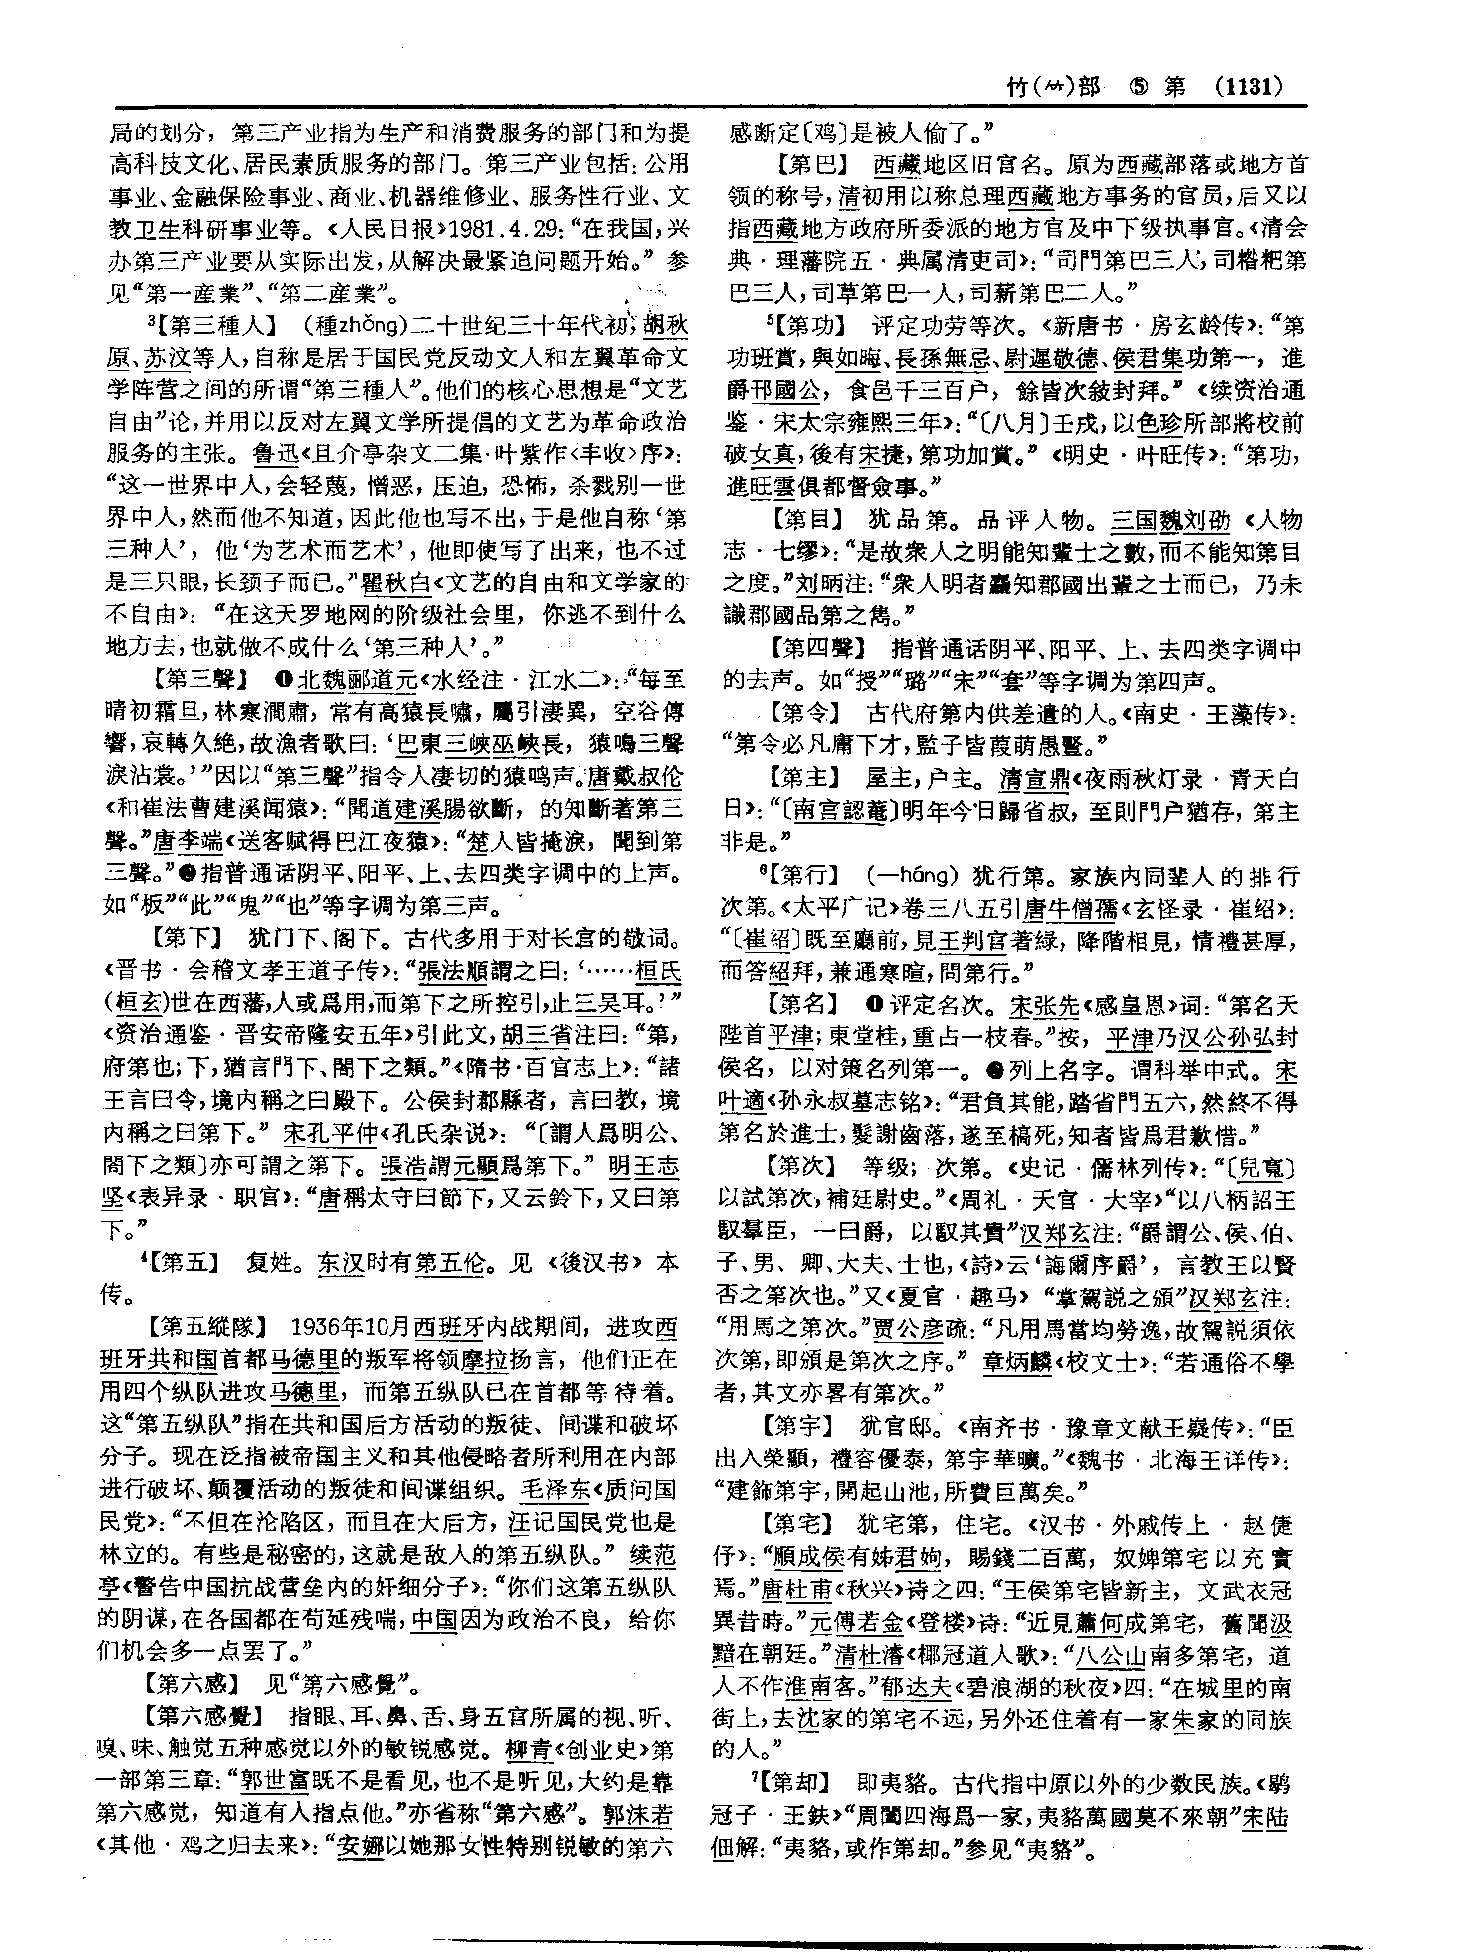 竹(⺮)部 ⑤ 第 (1131)
局的划分，第三产业指为生产和消费服务的部门和为提
高科技文化、居民素质服务的部门。第三产业包括：公用
事业、金融保险事业、商业、机器维修业、服务性行业、文
教卫生科研事业等。《人民日报》1981.4.29：“在我国，兴
办第三产业要从实际出发，从解决最紧迫问题开始。”参
见“第一産業”、“第二産業”。
³【第三種人】 （種zhǒng）二十世纪三十年代初，胡秋
原、苏汶等人，自称是居于国民党反动文人和左翼革命文
学阵营之间的所谓“第三種人”。他们的核心思想是“文艺
自由”论，并用以反对左翼文学所提倡的文艺为革命政治
服务的主张。鲁迅《且介亭杂文二集·叶紫作〈丰收〉序》：
“这一世界中人，会轻蔑，憎恶，压迫，恐怖，杀戮别一世
界中人，然而他不知道，因此他也写不出，于是他自称‘第
三种人’，他‘为艺术而艺术’，他即使写了出来，也不过
是三只眼，长颈子而已。”瞿秋白《文艺的自由和文学家的
不自由》：“在这天罗地网的阶级社会里，你逃不到什么
地方去，也就做不成什么‘第三种人’。”
【第三聲】 ❶北魏郦道元《水经注·江水二》：“每至
晴初霜旦，林寒澗肅，常有高猿長嘯，屬引淒異，空谷傳
響，哀轉久絶，故漁者歌曰：‘巴東三峽巫峽長，猿鳴三聲
淚沾裳。’”因以“第三聲”指令人凄切的猿鸣声。唐戴叔伦
《和崔法曹建溪闻猿》：“聞道建溪腸欲斷，的知斷著第三
聲。”唐李端《送客赋得巴江夜猿》：“楚人皆掩淚，聞到第
三聲。”❷指普通话阴平、阳平、上、去四类字调中的上声。
如“板”“此”“鬼”“也”等字调为第三声。
【第下】 犹门下、阁下。古代多用于对长官的敬词。
《晋书·会稽文孝王道子传》：“張法順謂之曰：‘……桓氏
（桓玄）世在西藩，人或爲用，而第下之所控引，止三吴耳。’”
《资治通鉴·晋安帝隆安五年》引此文，胡三省注曰：“第，
府第也；下，猶言門下、閣下之類。”《隋书·百官志上》：“諸
王言曰令，境内稱之曰殿下。公侯封郡縣者，言曰教，境
内稱之曰第下。”宋孔平仲《孔氏杂说》：“〔謂人爲明公、
閤下之類〕亦可謂之第下。張浩謂元顯爲第下。”明王志
坚《表异录·职官》：“唐稱太守曰節下，又云鈴下，又曰第
下。”
⁴【第五】 复姓。东汉时有第五伦。见《後汉书》本
传。
【第五縱隊】 1936年10月西班牙内战期间，进攻西
班牙共和国首都马德里的叛军将领摩拉扬言，他们正在
用四个纵队进攻马德里，而第五纵队已在首都等待着。
这“第五纵队”指在共和国后方活动的叛徒、间谍和破坏
分子。现在泛指被帝国主义和其他侵略者所利用在内部
进行破坏、颠覆活动的叛徒和间谍组织。毛泽东《质问国
民党》：“不但在沦陷区，而且在大后方，汪记国民党也是
林立的。有些是秘密的，这就是敌人的第五纵队。”续范
亭《警告中国抗战营垒内的奸细分子》：“你们这第五纵队
的阴谋，在各国都在苟延残喘，中国因为政治不良，给你
们机会多一点罢了。”
【第六感】 见“第六感覺”。
【第六感覺】 指眼、耳、鼻、舌、身五官所属的视、听、
嗅、味、触觉五种感觉以外的敏锐感觉。柳青《创业史》第
一部第三章：“郭世富既不是看见，也不是听见，大约是靠
第六感觉，知道有人指点他。”亦省称“第六感”。郭沫若
《其他·鸡之归去来》：“安娜以她那女性特别锐敏的第六
感断定〔鸡〕是被人偷了。”
【第巴】 西藏地区旧官名。原为西藏部落或地方首
领的称号，清初用以称总理西藏地方事务的官员，后又以
指西藏地方政府所委派的地方官及中下级执事官。《清会
典·理藩院五·典属清吏司》：“司門第巴三人，司糌粑第
巴三人，司草第巴一人，司薪第巴二人。”
⁵【第功】 评定功劳等次。《新唐书·房玄龄传》：“第
功班賞，與如晦、長孫無忌、尉遲敬德、侯君集功第一，進
爵邗國公，食邑千三百户，餘皆次敍封拜。”《续资治通
鉴·宋太宗雍熙三年》：“〔八月〕壬戌，以色珍所部將校前
破女真，後有宋捷，第功加賞。”《明史·叶旺传》：“第功，
進旺雲俱都督僉事。”
【第目】 犹品第。品评人物。三国魏刘劭《人物
志·七缪》：“是故衆人之明能知輩士之數，而不能知第目
之度。”刘昞注：“衆人明者麤知郡國出輩之士而已，乃未
識郡國品第之雋。”
【第四聲】 指普通话阴平、阳平、上、去四类字调中
的去声。如“授”“璐”“宋”“套”等字调为第四声。
【第令】 古代府第内供差遣的人。《南史·王藻传》：
“第令必凡庸下才，監子皆葭萌愚豎。”
【第主】 屋主，户主。清宣鼎《夜雨秋灯录·青天白
日》：“〔南宫認菴〕明年今日歸省叔，至則門户猶存，第主
非是。”
⁶【第行】 （—háng）犹行第。家族内同辈人的排行
次第。《太平广记》卷三八五引唐牛僧孺《玄怪录·崔绍》：
“〔崔紹〕既至廳前，見王判官著緑，降階相見，情禮甚厚，
而答紹拜，兼通寒暄，問第行。”
【第名】 ❶评定名次。宋张先《感皇恩》词：“第名天
陛首平津；東堂桂，重占一枝春。”按，平津乃汉公孙弘封
侯名，以对策名列第一。❷列上名字。谓科举中式。宋
叶適《孙永叔墓志铭》：“君負其能，踏省門五六，然終不得
第名於進士，髮謝齒落，遂至槁死，知者皆爲君歎惜。”
【第次】 等级；次第。《史记·儒林列传》：“〔兒寬〕
以試第次，補廷尉史。”《周礼·天官·大宰》“以八柄詔王
馭羣臣，一曰爵，以馭其貴”汉郑玄注：“爵謂公、侯、伯、
子、男、卿、大夫、士也，《詩》云‘誨爾序爵’，言教王以賢
否之第次也。”又《夏官·趣马》“掌駕説之頒”汉郑玄注：
“用馬之第次。”贾公彦疏：“凡用馬當均勞逸，故駕説須依
次第，即頒是第次之序。”章炳麟《校文士》：“若通俗不學
者，其文亦畧有第次。”
【第宇】 犹官邸。《南齐书·豫章文献王嶷传》：“臣
出入榮顯，禮容優泰，第宇華曠。”《魏书·北海王详传》：
“建飾第宇，開起山池，所費巨萬矣。”
【第宅】 犹宅第，住宅。《汉书·外戚传上·赵倢
伃》：“順成侯有姊君姁，賜錢二百萬，奴婢第宅以充實
焉。”唐杜甫《秋兴》诗之四：“王侯第宅皆新主，文武衣冠
異昔時。”元傅若金《登楼》诗：“近見蕭何成第宅，舊聞汲
黯在朝廷。”清杜濬《椰冠道人歌》：“八公山南多第宅，道
人不作淮南客。”郁达夫《碧浪湖的秋夜》四：“在城里的南
街上，去沈家的第宅不远，另外还住着有一家朱家的同族
的人。”
⁷【第却】 即夷貉。古代指中原以外的少数民族。《鹖
冠子·王鈇》“周闔四海爲一家，夷貉萬國莫不來朝”宋陆
佃解：“夷貉，或作第却。”参见“夷貉”。